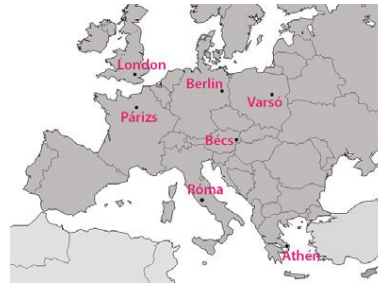 London
Berlin
Varsó
Párizs
Bécs
Róma
Athén